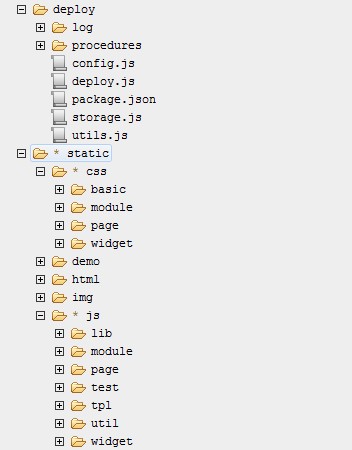 deploy
log
procedures
config.js
deploy.js
package.json
storage.js
utils.js
* static
* css
basic
module
page
widget
demo
html
img
* js
lib
module
page
test
tpl
util
widget